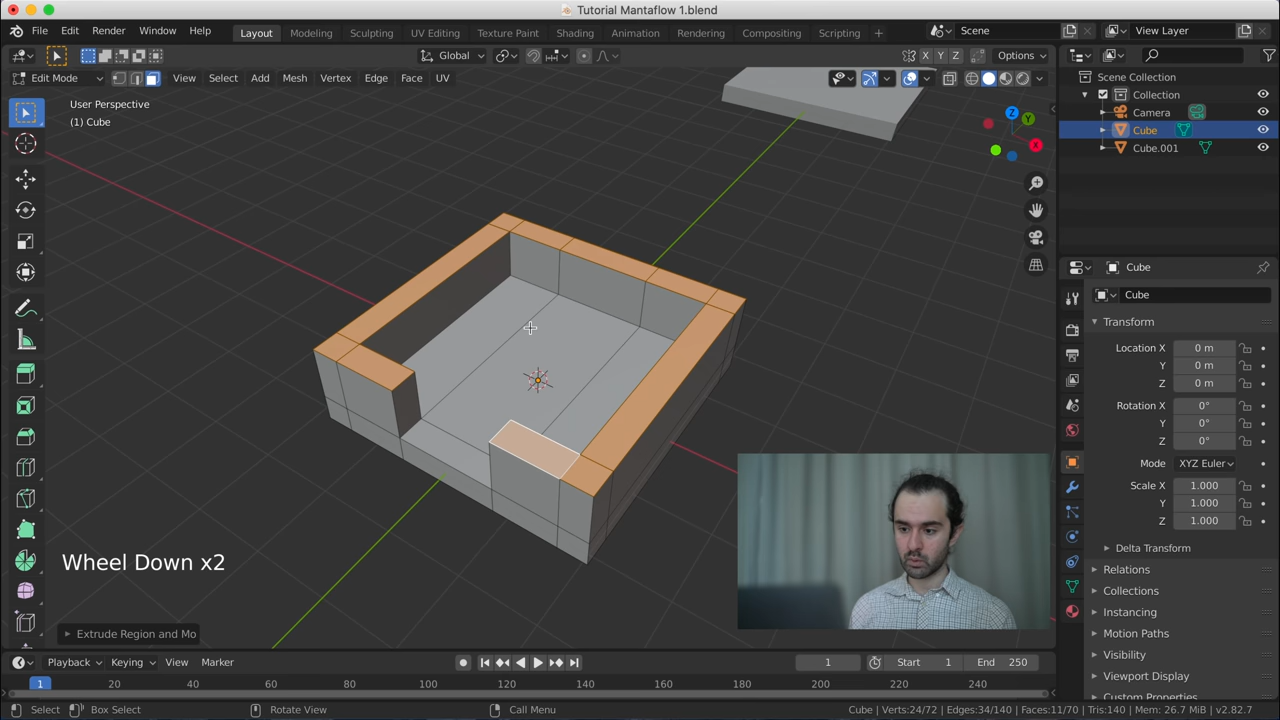 Tutorial Mantaflow 1.blend
File Edit Render Window Help Layout Modeling Sculpting UV Editing Texture Paint Shading Animation Rendering Compositing Scripting + Scene View Layer
Global X Y Z Options
Edit Mode View Select Add Mesh Vertex Edge Face UV
Scene Collection
Collection
Camera
Cube
Cube.001
User Perspective
(1) Cube
Z Y X
Cube
Cube
Transform
Location X 0 m
Y 0 m
Z 0 m
Rotation X 0°
Y 0°
Z 0°
Mode XYZ Euler
Scale X 1.000
Y 1.000
Z 1.000
Delta Transform
Relations
Collections
Instancing
Motion Paths
Visibility
Viewport Display
Custom Properties
Wheel Down x2
Extrude Region and Mo
Playback Keying View Marker 1 Start 1 End 250
1 20 40 60 80 100 120 140 160 180 200 220 240
Select Box Select Rotate View Call Menu Cube | Verts:24/72 | Edges:34/140 | Faces:11/70 | Tris:140 | Mem: 26.7 MiB | v2.82.7